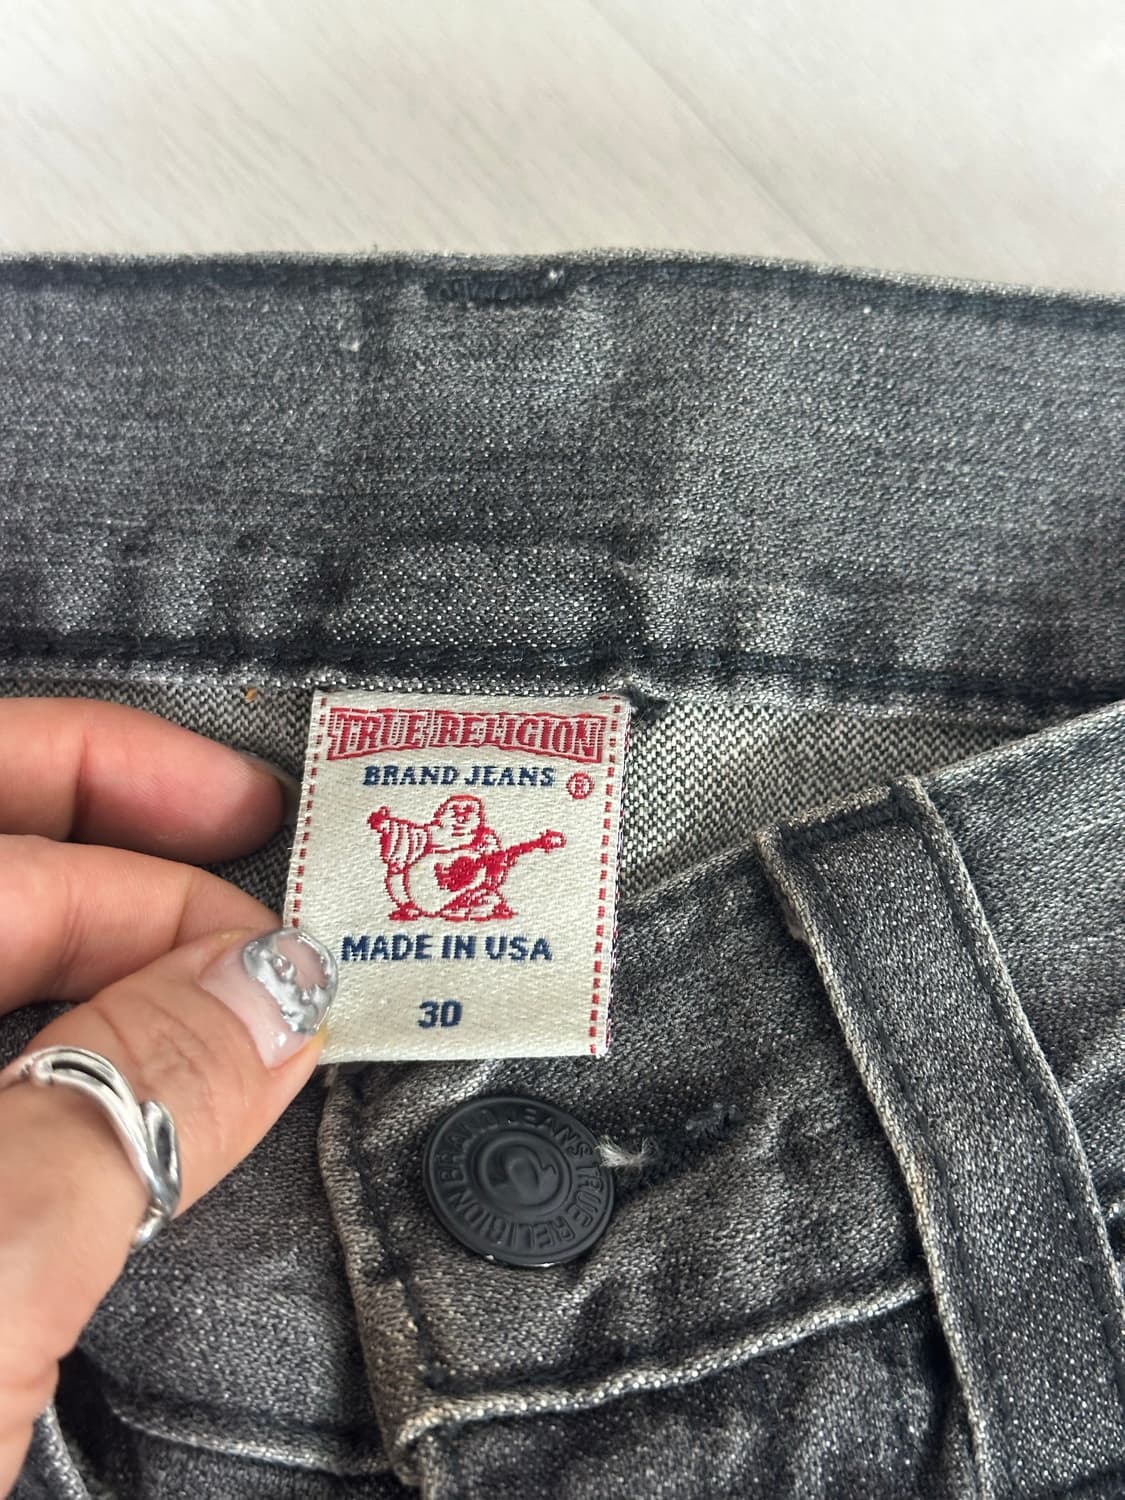 TRUE RELIGION
BRAND JEANS ®
MADE IN USA
30
TRUE RELIGION BRAND JEANS